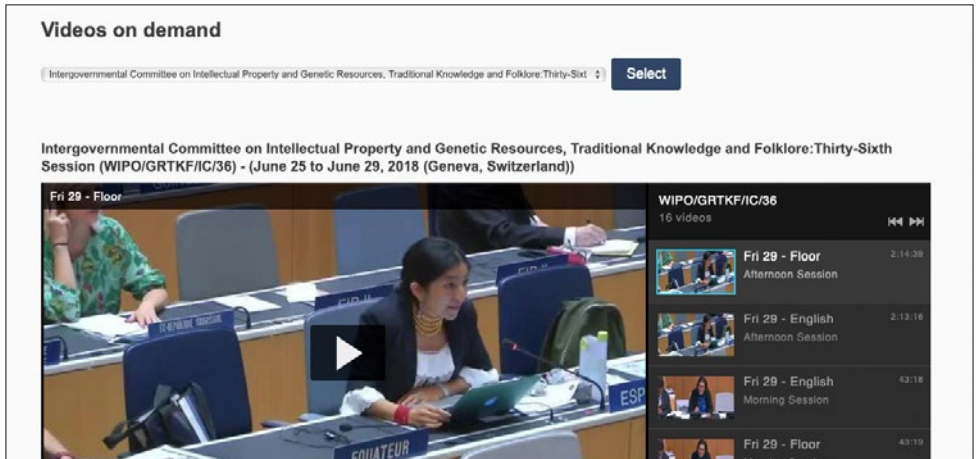 Videos on demand
Intergovernmental Committee on Intellectual Property and Genetic Resources, Traditional Knowledge and Folklore:Thirty-Sixt
Select
Intergovernmental Committee on Intellectual Property and Genetic Resources, Traditional Knowledge and Folklore:Thirty-Sixth
Session (WIPO/GRTKF/IC/36) - (June 25 to June 29, 2018 (Geneva, Switzerland))
Fri 29 - Floor
EQUATEUR
ESP
WIPO/GRTKF/IC/36
16 videos
Fri 29 - Floor
2:14:39
Afternoon Session
Fri 29 - English
2:13:16
Afternoon Session
Fri 29 - English
43:18
Morning Session
Fri 29 - Floor
43:19